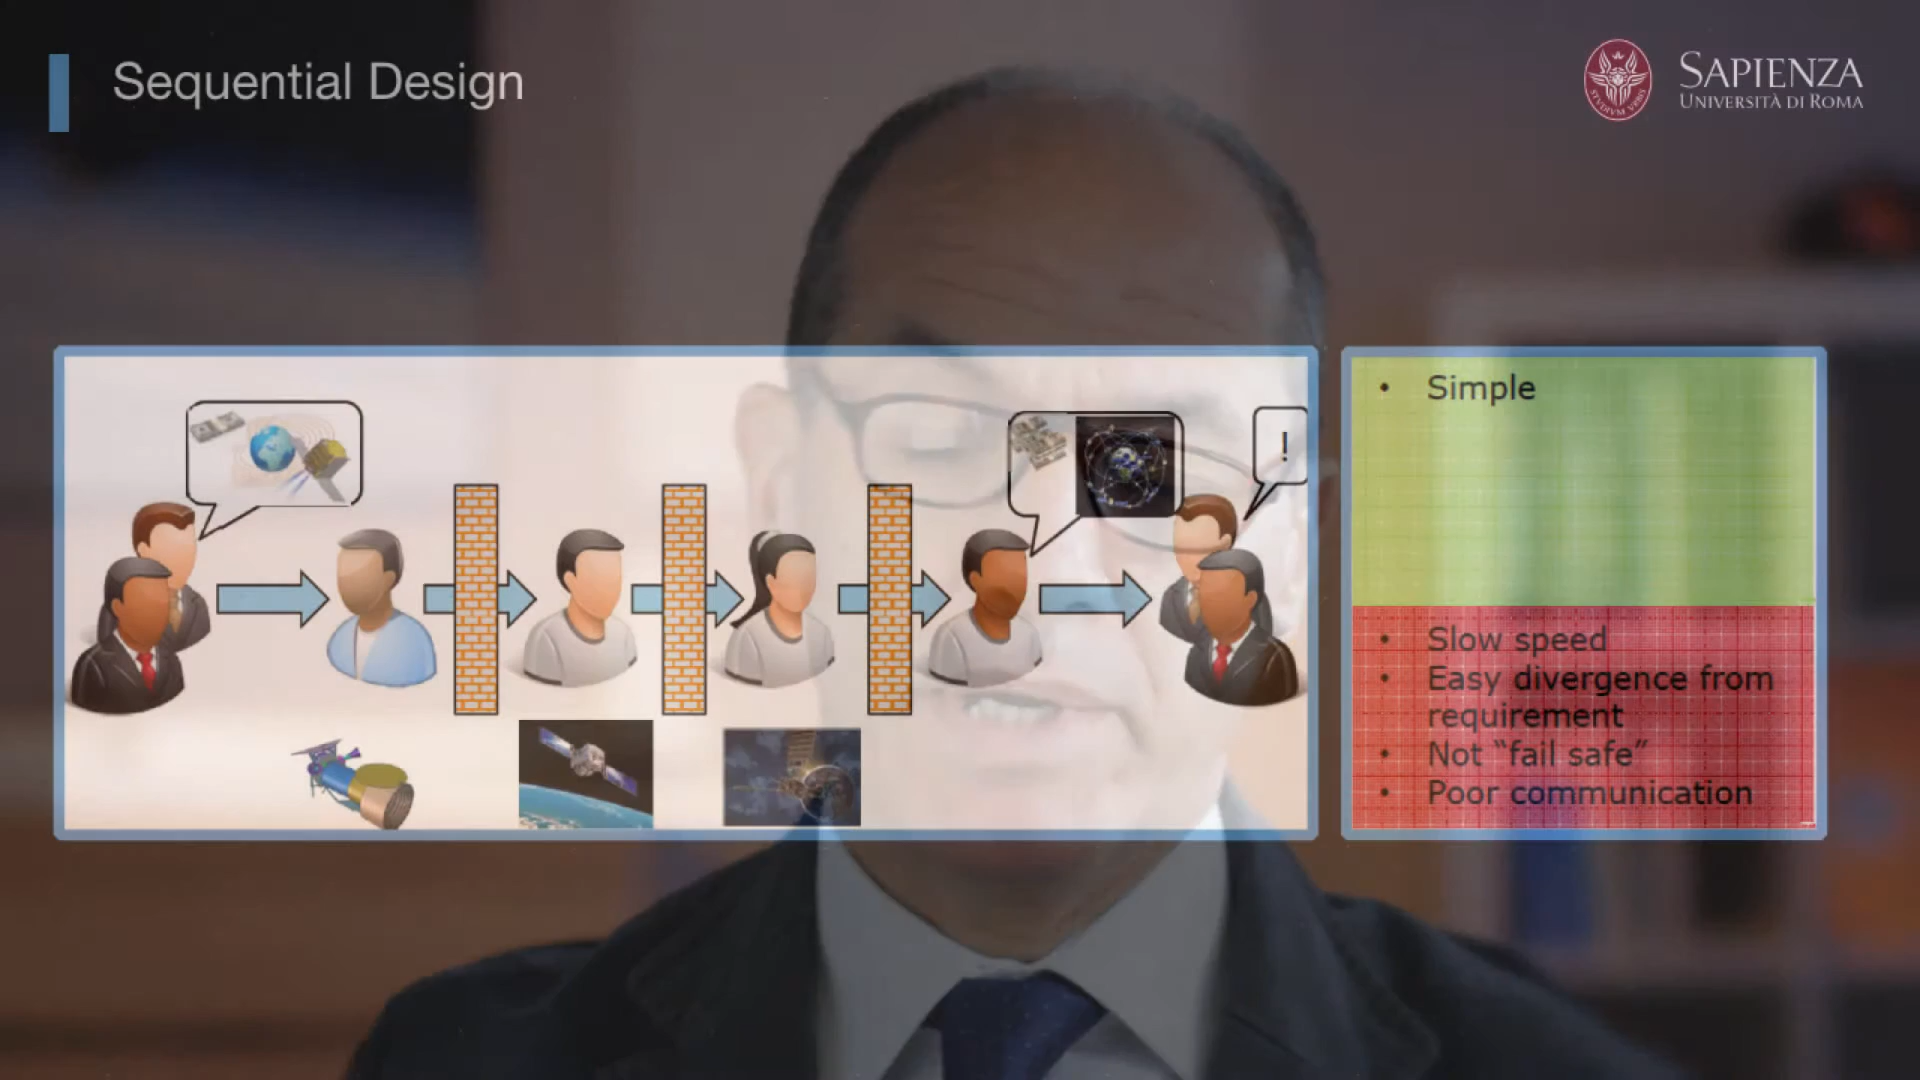 Sequential Design
SAPIENZA
UNIVERSITÀ DI ROMA
!
• Simple
• Slow speed
• Easy divergence from
requirement
• Not “fail safe”
• Poor communication